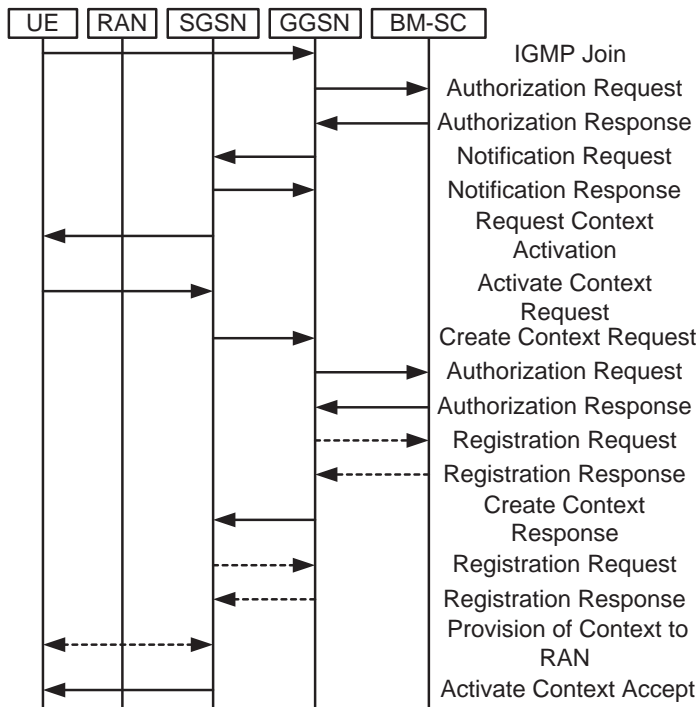 UE RAN SGSN GGSN BM-SC
IGMP Join
Authorization Request
Authorization Response
Notification Request
Notification Response
Request Context
Activation
Activate Context
Request
Create Context Request
Authorization Request
Authorization Response
Registration Request
Registration Response
Create Context
Response
Registration Request
Registration Response
Provision of Context to
RAN
Activate Context Accept